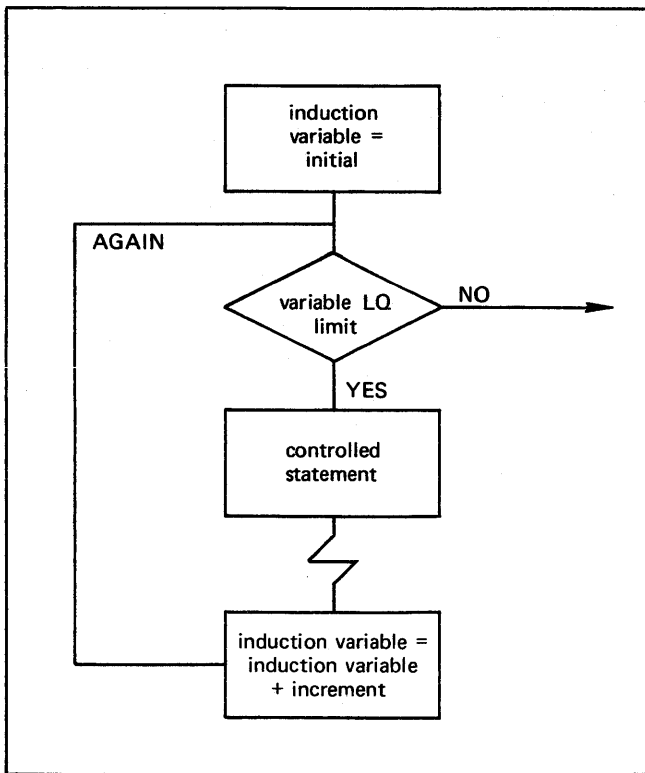 induction
variable =
initial
AGAIN
variable LQ
limit
NO
YES
controlled
statement
induction variable =
induction variable
+ increment